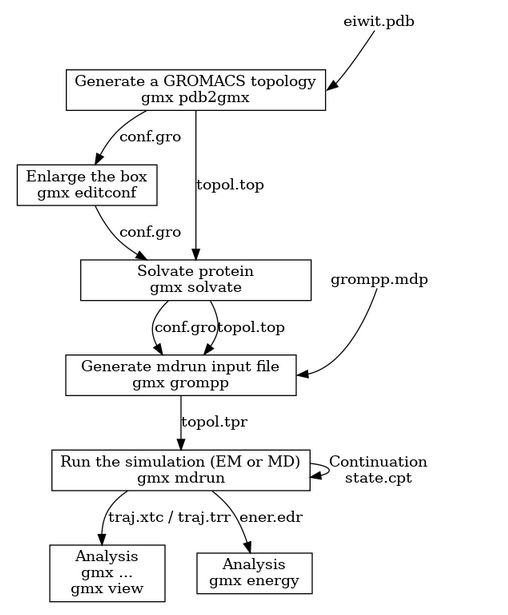 eiwit.pdb
Generate a GROMACS topology
gmx pdb2gmx
conf.gro
Enlarge the box
gmx editconf
topol.top
conf.gro
Solvate protein
gmx solvate
grompp.mdp
conf.gro
topol.top
Generate mdrun input file
gmx grompp
topol.tpr
Run the simulation (EM or MD)
gmx mdrun
Continuation
state.cpt
traj.xtc / traj.trr
ener.edr
Analysis
gmx ...
gmx view
Analysis
gmx energy